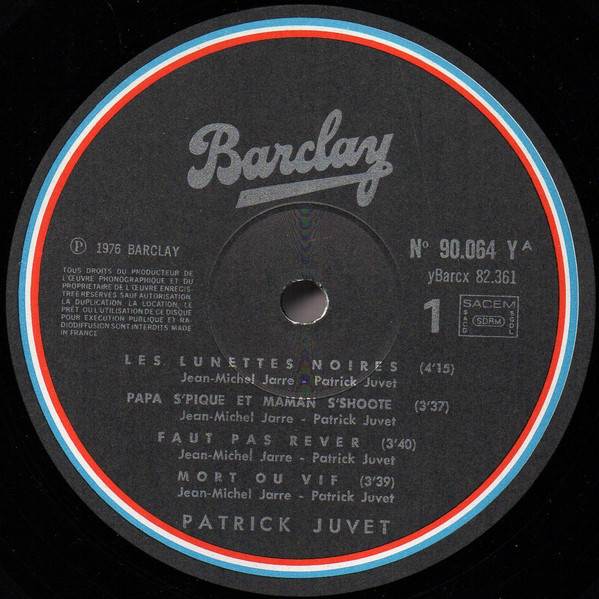 Barclay
Ⓟ 1976 BARCLAY
TOUS DROITS DU PRODUCTEUR DE
L'ŒUVRE PHONOGRAPHIQUE ET DU
PROPRIETAIRE DE L'ŒUVRE ENREGIS-
TREE RESERVES SAUF AUTORISATION.
LA DUPLICATION, LA LOCATION, LE
PRET, OU L'UTILISATION DE CE DISQUE
POUR EXECUTION PUBLIQUE ET RA-
DIODIFFUSION SONT INTERDITS MADE
IN FRANCE
N° 90.064 Y A
yBarcx 82.361
1
SACEM
SACD
SDRM
SGDL
LES LUNETTES NOIRES (4'15)
Jean-Michel Jarre - Patrick Juvet
PAPA S'PIQUE ET MAMAN S'SHOOTE (3'37)
Jean-Michel Jarre - Patrick Juvet
FAUT PAS REVER (3'40)
Jean-Michel Jarre - Patrick Juvet
MORT OU VIF (3'39)
Jean-Michel Jarre - Patrick Juvet
PATRICK JUVET